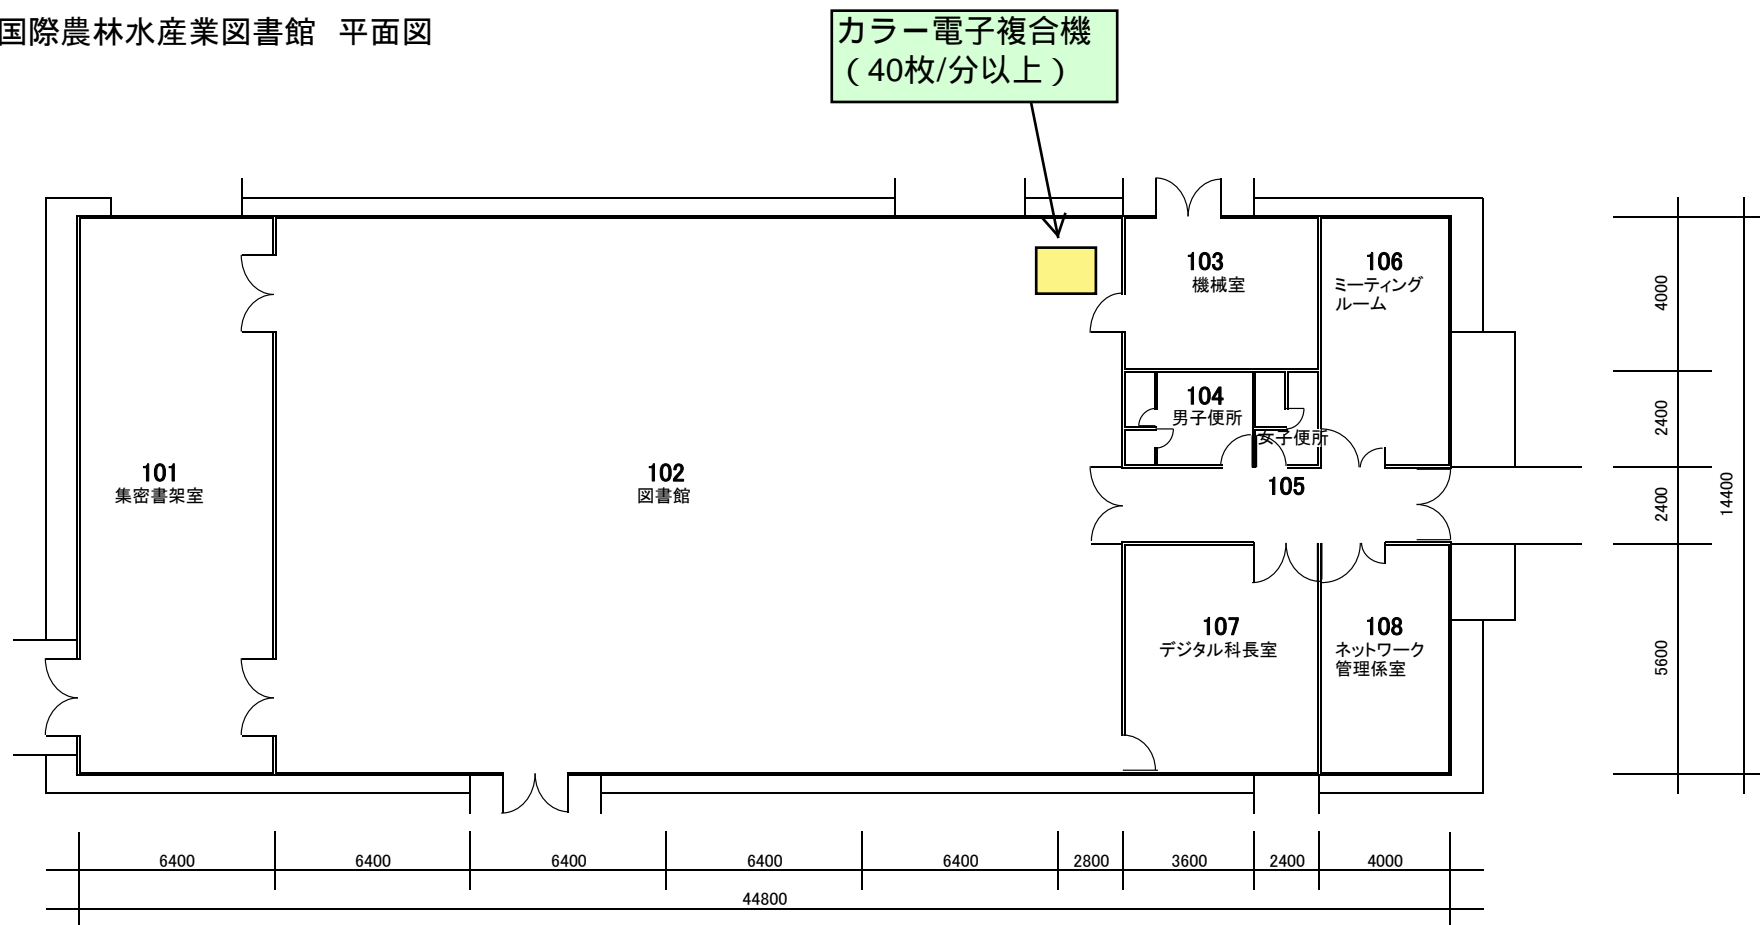 国際農林水産業図書館　平面図
カラー電子複合機
（40枚/分以上）
101
集密書架室
102
図書館
103
機械室
106
ミーティング
ルーム
104
男子便所
女子便所
105
107
デジタル科長室
108
ネットワーク
管理係室
4000
2400
2400
5600
14400
6400
6400
6400
6400
6400
2800
3600
2400
4000
44800